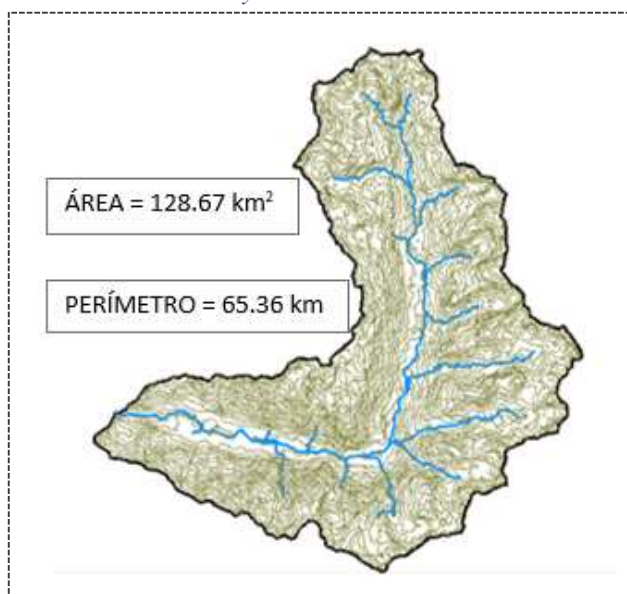 ÁREA = 128.67 km²
PERÍMETRO = 65.36 km